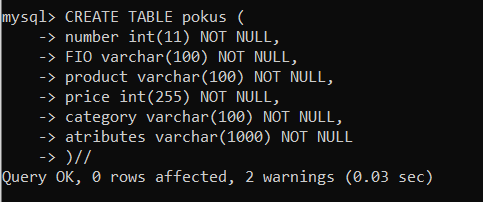 mysql> CREATE TABLE pokus (
    -> number int(11) NOT NULL,
    -> FIO varchar(100) NOT NULL,
    -> product varchar(100) NOT NULL,
    -> price int(255) NOT NULL,
    -> category varchar(100) NOT NULL,
    -> atributes varchar(1000) NOT NULL
    -> )//
Query OK, 0 rows affected, 2 warnings (0.03 sec)